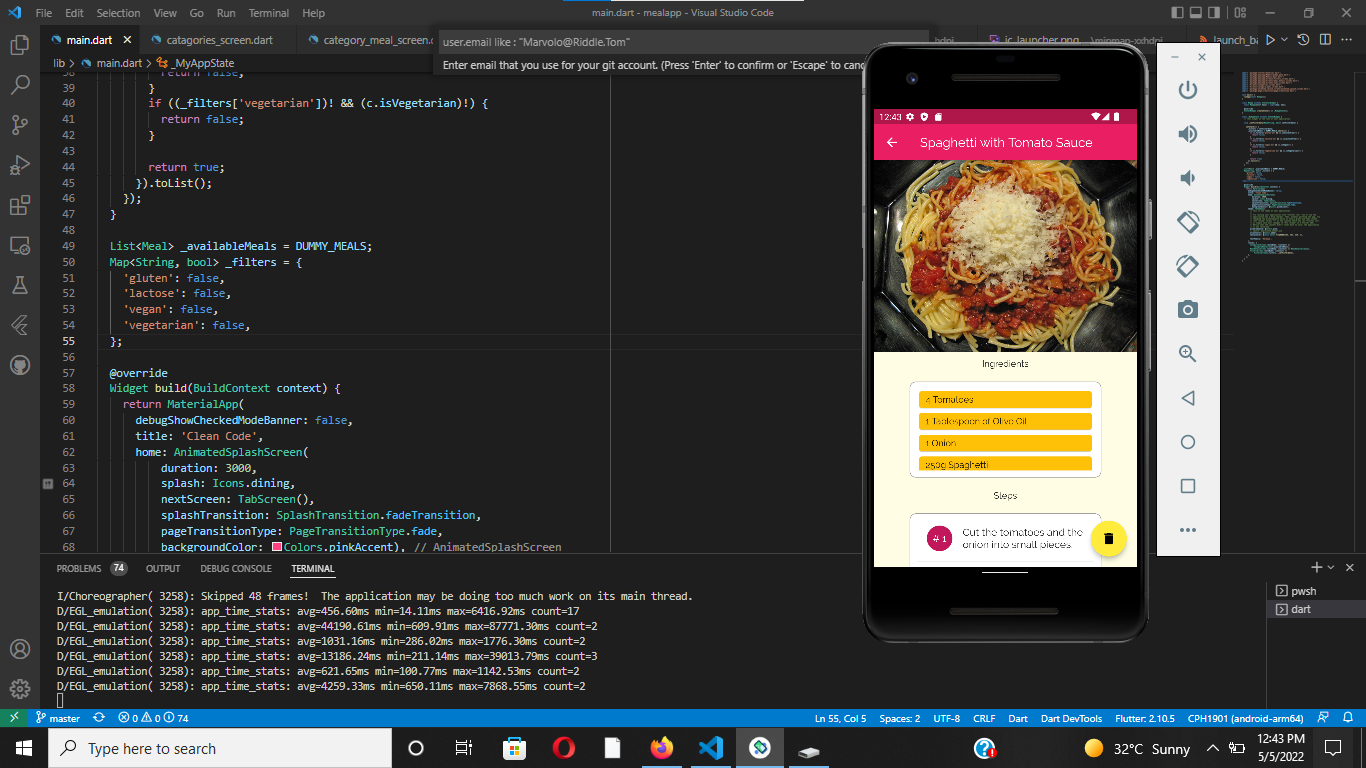 File Edit Selection View Go Run Terminal Help
main.dart - mealapp - Visual Studio Code
main.dart
catagories_screen.dart
category_meal_screen.d
user.email like : "Marvolo@Riddle.Tom"
Enter email that you use for your git account. (Press 'Enter' to confirm or 'Escape' to canc
ic_launcher.png
launch_ba
lib > main.dart > _MyAppState
38 return false;
39 }
40 if ((_filters['vegetarian'])! && (c.isVegetarian)!) {
41 return false;
42 }
43
44 return true;
45 }).toList();
46 });
47 }
48
49 List<Meal> _availableMeals = DUMMY_MEALS;
50 Map<String, bool> _filters = {
51 'gluten': false,
52 'lactose': false,
53 'vegan': false,
54 'vegetarian': false,
55 };
56
57 @override
58 Widget build(BuildContext context) {
59 return MaterialApp(
60 debugShowCheckedModeBanner: false,
61 title: 'Clean Code',
62 home: AnimatedSplashScreen(
63 duration: 3000,
64 splash: Icons.dining,
65 nextScreen: TabScreen(),
66 splashTransition: SplashTransition.fadeTransition,
67 pageTransitionType: PageTransitionType.fade,
68 backgroundColor: Colors.pinkAccent), // AnimatedSplashScreen
12:43
Spaghetti with Tomato Sauce
Ingredients
4 Tomatoes
1 Tablespoon of Olive Oil
1 Onion
250g Spaghetti
Steps
# 1
Cut the tomatoes and the
onion into small pieces.
PROBLEMS 74 OUTPUT DEBUG CONSOLE TERMINAL
I/Choreographer( 3258): Skipped 48 frames!  The application may be doing too much work on its main thread.
D/EGL_emulation( 3258): app_time_stats: avg=456.60ms min=14.11ms max=6416.92ms count=17
D/EGL_emulation( 3258): app_time_stats: avg=44190.61ms min=609.91ms max=87771.30ms count=2
D/EGL_emulation( 3258): app_time_stats: avg=1031.16ms min=286.02ms max=1776.30ms count=2
D/EGL_emulation( 3258): app_time_stats: avg=13186.24ms min=211.14ms max=39013.79ms count=3
D/EGL_emulation( 3258): app_time_stats: avg=621.65ms min=100.77ms max=1142.53ms count=2
D/EGL_emulation( 3258): app_time_stats: avg=4259.33ms min=650.11ms max=7868.55ms count=2
pwsh
dart
master 0 0 74
Ln 55, Col 5 Spaces: 2 UTF-8 CRLF Dart Dart DevTools Flutter: 2.10.5 CPH1901 (android-arm64)
Type here to search
32°C Sunny
12:43 PM
5/5/2022